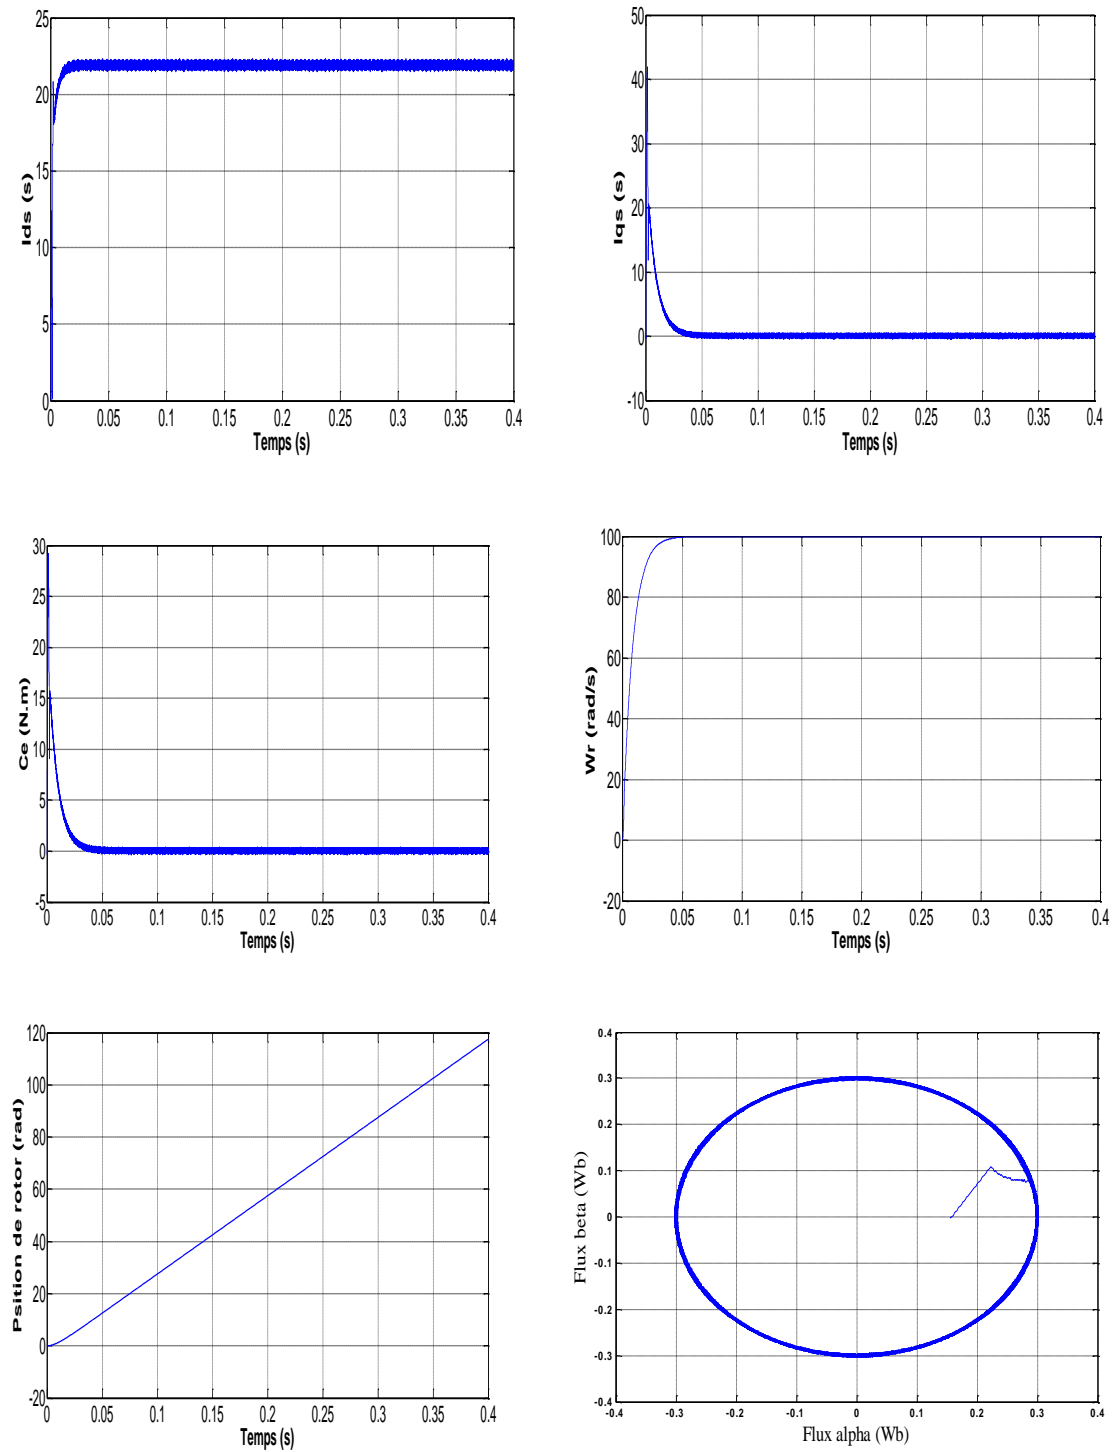 25
20
15
10
5
0
Ids (s)
0 0.05 0.1 0.15 0.2 0.25 0.3 0.35 0.4
Temps (s)
50
40
30
20
10
0
-10
Iqs (s)
0 0.05 0.1 0.15 0.2 0.25 0.3 0.35 0.4
Temps (s)
30
25
20
15
10
5
0
-5
Ce (N.m)
0 0.05 0.1 0.15 0.2 0.25 0.3 0.35 0.4
Temps (s)
100
80
60
40
20
0
-20
Wr (rad/s)
0 0.05 0.1 0.15 0.2 0.25 0.3 0.35 0.4
Temps (s)
120
100
80
60
40
20
0
-20
Psition de rotor (rad)
0 0.05 0.1 0.15 0.2 0.25 0.3 0.35 0.4
Temps (s)
0.4
0.3
0.2
0.1
0
-0.1
-0.2
-0.3
-0.4
Flux beta (Wb)
-0.4 -0.3 -0.2 -0.1 0 0.1 0.2 0.3 0.4
Flux alpha (Wb)